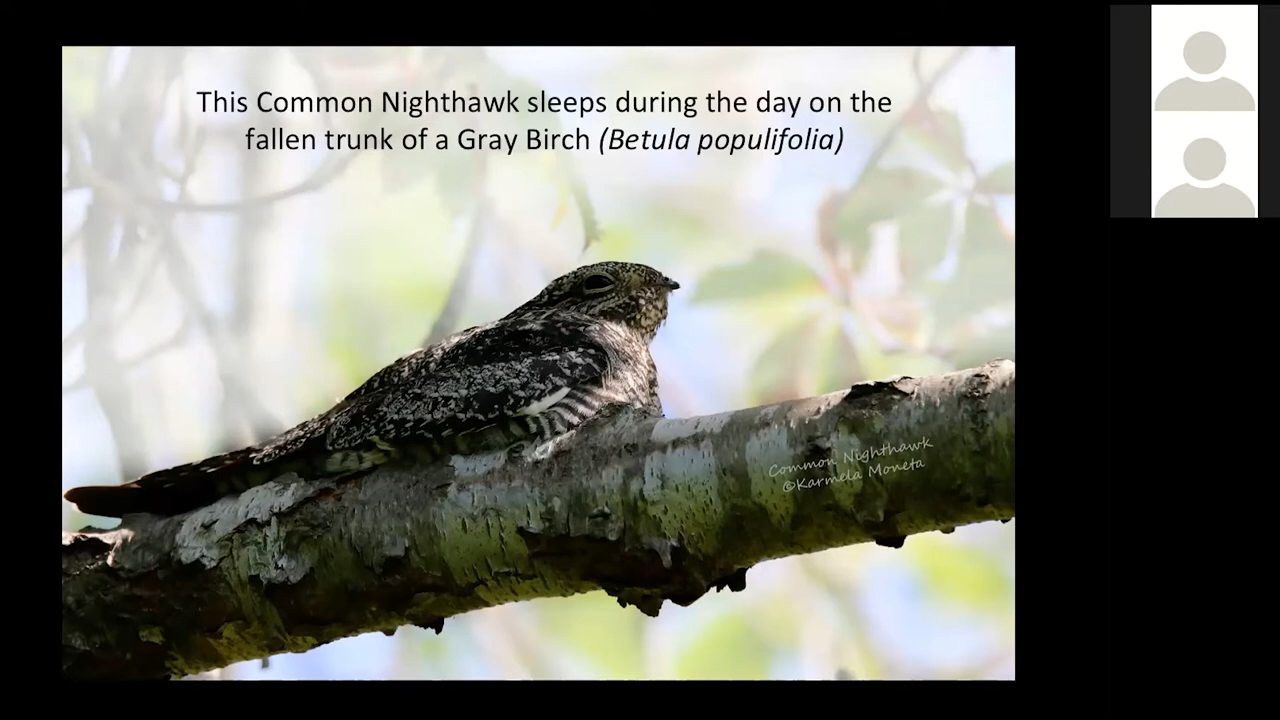 This Common Nighthawk sleeps during the day on the
fallen trunk of a Gray Birch (Betula populifolia)
Common Nighthawk
©Karmela Moneta